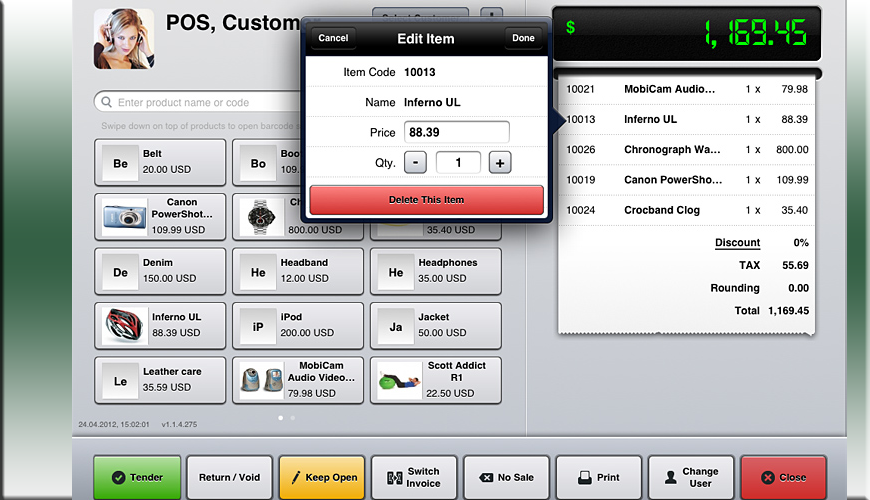 POS, Custom
Select Customer
Enter product name or code
Swipe down on top of products to open barcode s
Be
Belt
20.00 USD
Bo
Boo
109.
Canon
PowerShot...
109.99 USD
Ch
800.00 USD
35.40 USD
De
Denim
150.00 USD
He
Headband
12.00 USD
He
Headphones
35.00 USD
Inferno UL
88.39 USD
iP
iPod
200.00 USD
Ja
Jacket
50.00 USD
Le
Leather care
35.59 USD
MobiCam
Audio Video...
79.98 USD
Scott Addict
R1
22.50 USD
24.04.2012, 15:02:01 v1.1.4.275
Cancel Edit Item Done
Item Code 10013
Name Inferno UL
Price 88.39
Qty. - 1 +
Delete This Item
$ 1,169.45
10021 MobiCam Audio... 1 x 79.98
10013 Inferno UL 1 x 88.39
10026 Chronograph Wa... 1 x 800.00
10019 Canon PowerSho... 1 x 109.99
10024 Crocband Clog 1 x 35.40
Discount 0%
TAX 55.69
Rounding 0.00
Total 1,169.45
Tender
Return / Void
Keep Open
Switch
Invoice
No Sale
Print
Change
User
Close